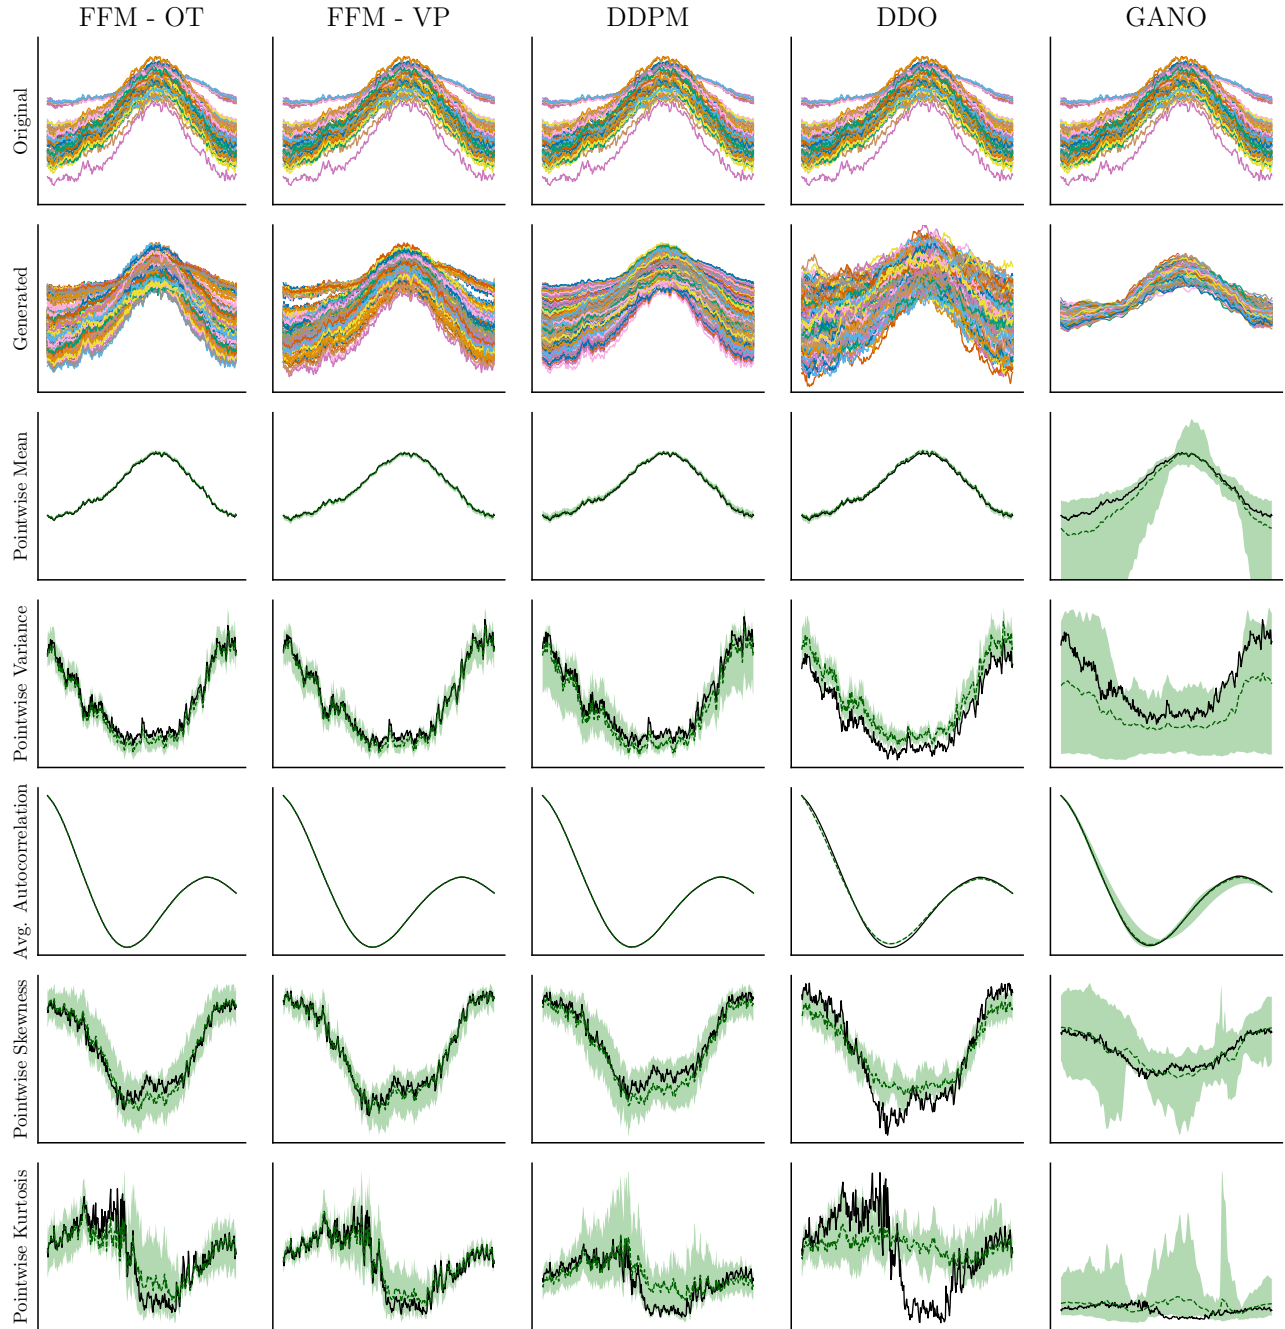 FFM - OT
FFM - VP
DDPM
DDO
GANO
Original
Generated
Pointwise Mean
Pointwise Variance
Avg. Autocorrelation
Pointwise Skewness
Pointwise Kurtosis